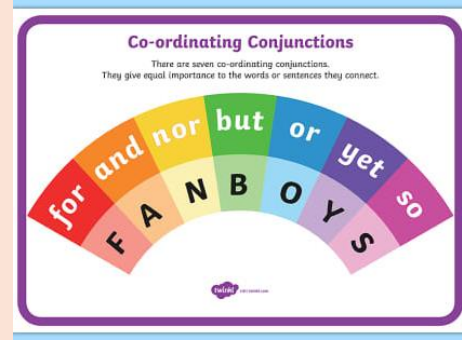 Co-ordinating Conjunctions
There are seven co-ordinating conjunctions.
They give equal importance to the words or sentences they connect.
for and nor but or yet so
F A N B O Y S
twinkl